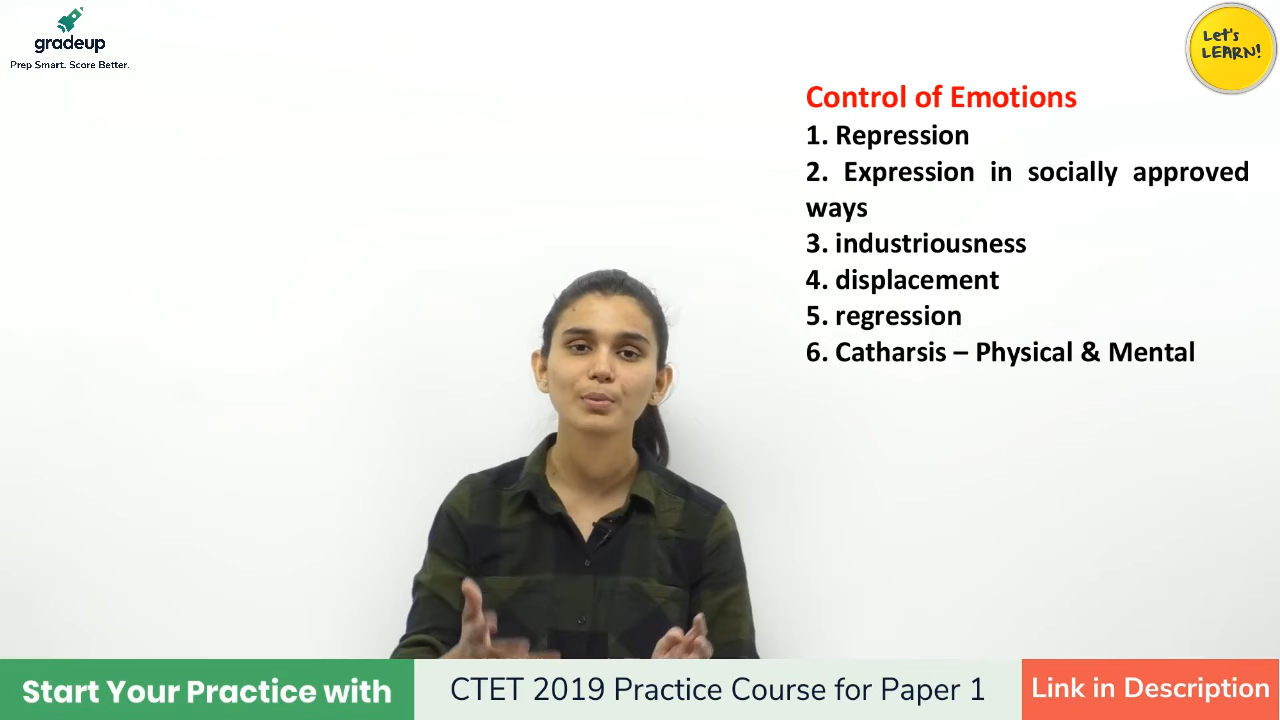 gradeup
Prep Smart. Score Better.
Let's
LEARN!
Control of Emotions
1. Repression
2. Expression in socially approved
ways
3. industriousness
4. displacement
5. regression
6. Catharsis – Physical & Mental
Start Your Practice with
CTET 2019 Practice Course for Paper 1
Link in Description